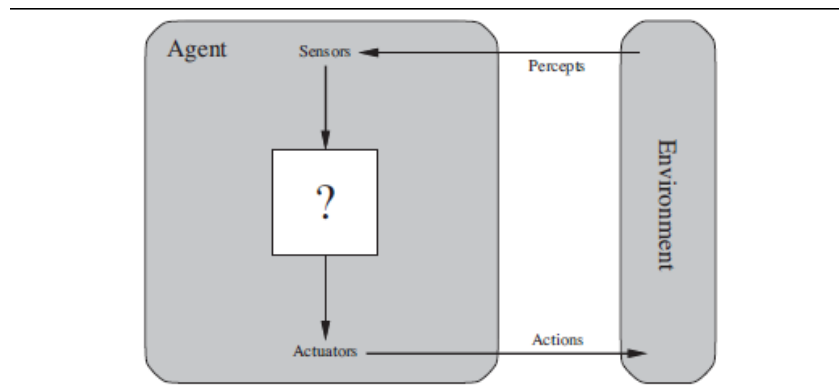 Agent
Sensors
Percepts
?
Environment
Actuators
Actions